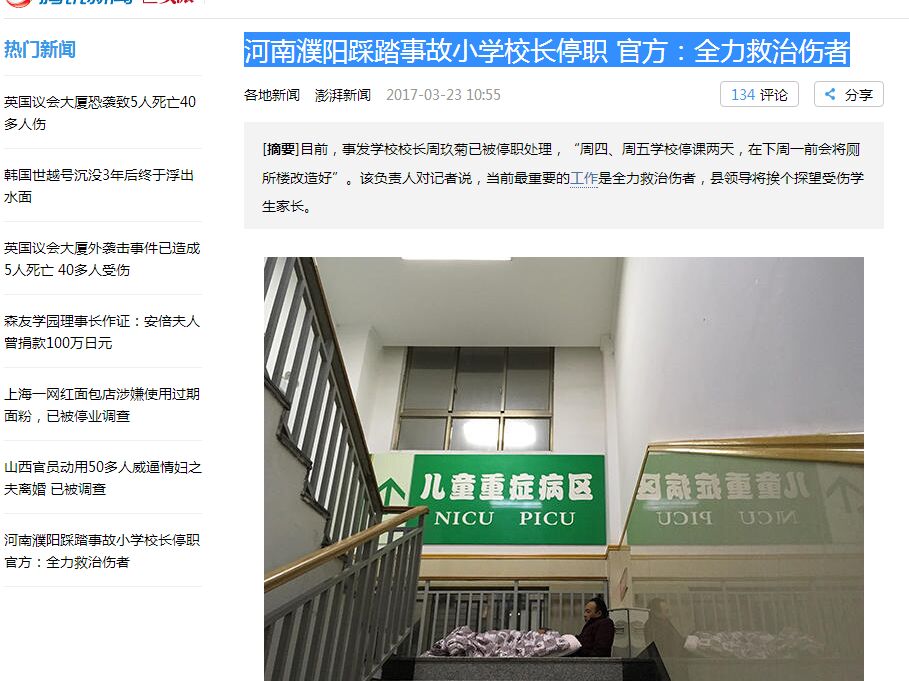 热门新闻
英国议会大厦恐袭致5人死亡40
多人伤
韩国世越号沉没3年后终于浮出
水面
英国议会大厦外袭击事件已造成
5人死亡 40多人受伤
森友学园理事长作证：安倍夫人
曾捐款100万日元
上海一网红面包店涉嫌使用过期
面粉，已被停业调查
山西官员动用50多人威逼情妇之
夫离婚 已被调查
河南濮阳踩踏事故小学校长停职
官方：全力救治伤者
河南濮阳踩踏事故小学校长停职 官方：全力救治伤者
各地新闻 澎湃新闻 2017-03-23 10:55
134 评论 分享
[摘要]目前，事发学校校长周玖菊已被停职处理，“周四、周五学校停课两天，在下周一前会将厕
所楼改造好”。该负责人对记者说，当前最重要的工作是全力救治伤者，县领导将挨个探望受伤学
生家长。
儿童重症病区
NICU PICU
儿童重症病区
NICU PICU